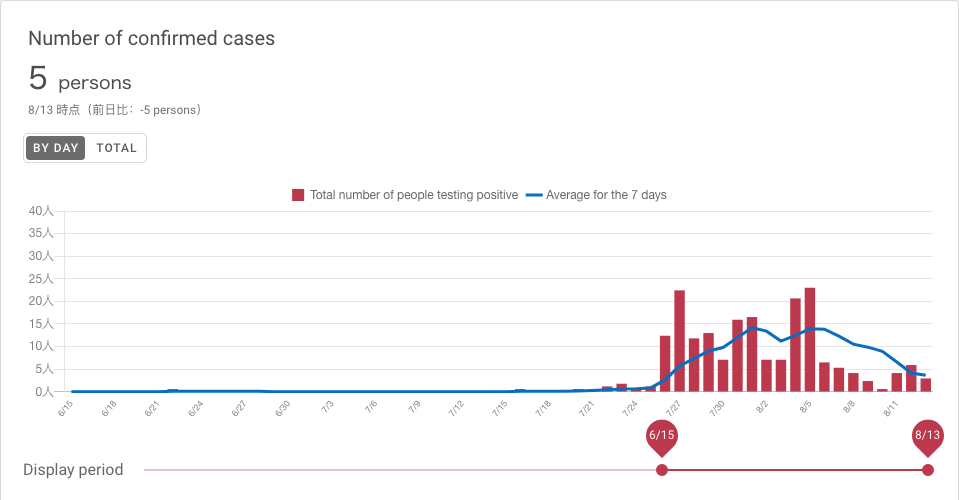 Number of confirmed cases
5 persons
8/13 時点（前日比：-5 persons）
BY DAY TOTAL
Total number of people testing positive Average for the 7 days
40人
35人
30人
25人
20人
15人
10人
5人
0人
6/15 6/18 6/21 6/24 6/27 6/30 7/3 7/6 7/9 7/12 7/15 7/18 7/21 7/24 7/27 7/30 8/2 8/5 8/8 8/11
6/15 8/13
Display period